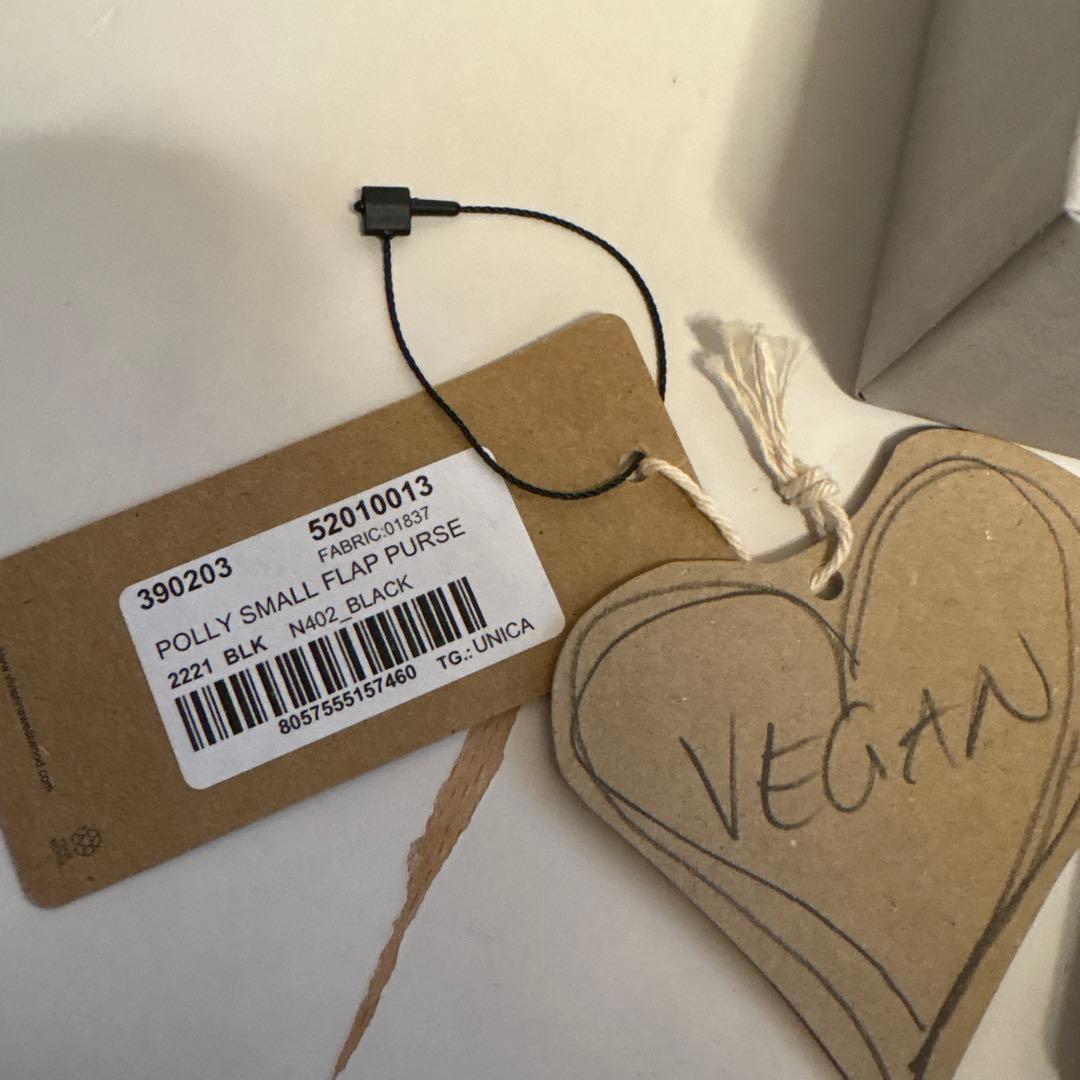 390203
52010013
FABRIC:01837
POLLY SMALL FLAP PURSE
2221 BLK N402_BLACK
8057555157460
TG.: UNICA
VEGAN